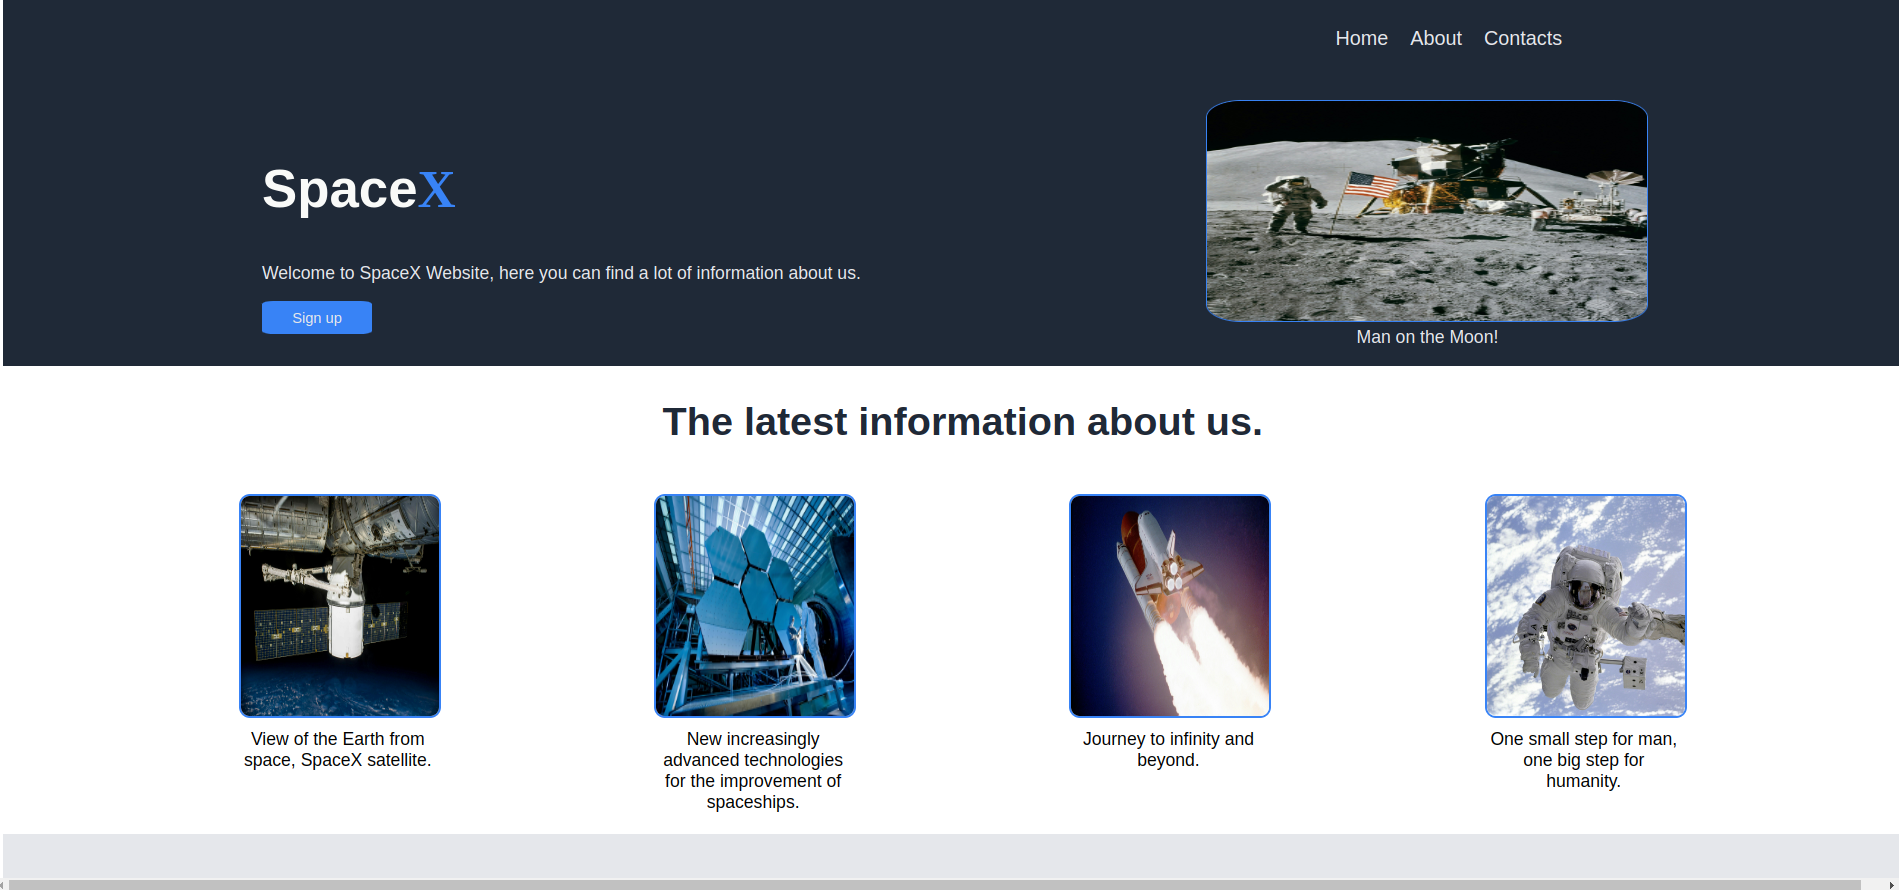 Home About Contacts
SpaceX
Welcome to SpaceX Website, here you can find a lot of information about us.
Sign up
Man on the Moon!
The latest information about us.
View of the Earth from
space, SpaceX satellite.
New increasingly
advanced technologies
for the improvement of
spaceships.
Journey to infinity and
beyond.
One small step for man,
one big step for
humanity.